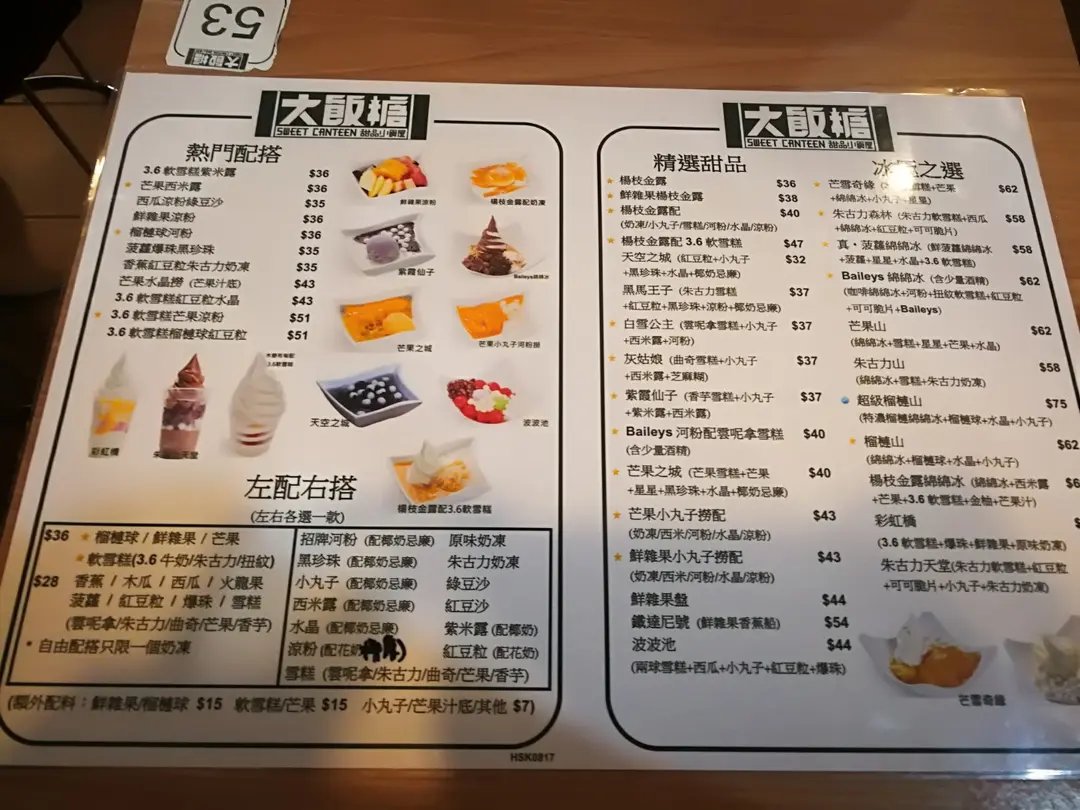 53
大飯糖
大飯糖
SWEET CANTEEN 甜品小飯屋
熱門配搭
3.6 軟雪糕紫米露 $36
芒果西米露 $36
西瓜涼粉綠豆沙 $35
鮮雜果涼粉 $36
榴槤球河粉 $36
菠蘿爆珠黑珍珠 $35
香蕉紅豆粒朱古力奶凍 $35
芒果水晶撈 (芒果汁底) $43
3.6 軟雪糕紅豆粒水晶 $43
3.6 軟雪糕芒果涼粉 $51
3.6 軟雪糕榴槤球紅豆粒 $51
鮮雜果涼粉
楊枝金露配奶凍
紫霞仙子
Baileys綿綿冰
芒果之城
芒果小丸子河粉撈
3.6軟雪糕
彩虹橋
天空之城
波波池
楊枝金露配3.6軟雪糕
左配右搭
(左右各選一款)
$36 榴槤球 / 鮮雜果 / 芒果
軟雪糕(3.6 牛奶/朱古力/扭紋)
$28 香蕉 / 木瓜 / 西瓜 / 火龍果
菠蘿 / 紅豆粒 / 爆珠 / 雪糕
(雲呢拿/朱古力/曲奇/芒果/香芋)
* 自由配搭只限一個奶凍
招牌河粉 (配椰奶忌廉) 原味奶凍
黑珍珠 (配椰奶忌廉) 朱古力奶凍
小丸子 (配椰奶忌廉) 綠豆沙
西米露 (配椰奶忌廉) 紅豆沙
水晶 (配椰奶忌廉) 紫米露 (配椰奶)
涼粉 (配花奶 紅豆粒 (配花奶)
雪糕 (雲呢拿/朱古力/曲奇/芒果/香芋)
(額外配料：鮮雜果/榴槤球 $15 軟雪糕/芒果 $15 小丸子/芒果汁底/其他 $7)
HSK0817
大飯糖
SWEET CANTEEN 甜品小飯屋
精選甜品
楊枝金露 $36
鮮雜果楊枝金露 $38
楊枝金露配 $40
(奶凍/小丸子/雪糕/河粉/水晶/涼粉)
楊枝金露配 3.6 軟雪糕 $47
天空之城 (紅豆粒+小丸子 $32
+黑珍珠+水晶+椰奶忌廉)
黑馬王子 (朱古力雪糕 $37
+紅豆粒+黑珍珠+涼粉+椰奶忌廉)
白雪公主 (雲呢拿雪糕+小丸子 $37
+西米露+河粉)
灰姑娘 (曲奇雪糕+小丸子 $37
+西米露+芝麻糊)
紫霞仙子 (香芋雪糕+小丸子 $37
+紫米露+西米露)
Baileys 河粉配雲呢拿雪糕 $40
(含少量酒精)
芒果之城 (芒果雪糕+芒果 $40
+星星+黑珍珠+水晶+椰奶忌廉)
芒果小丸子撈配 $43
(奶凍/西米/河粉/水晶/涼粉)
鮮雜果小丸子撈配 $43
(奶凍/西米/河粉/水晶/涼粉)
鮮雜果盤 $44
鐵達尼號 (鮮雜果香蕉船) $54
波波池 $44
(兩球雪糕+西瓜+小丸子+紅豆粒+爆珠)
之選
芒雪奇緣 雪糕+芒果 $62
+綿綿冰+小 星星)
朱古力森林 (朱古力軟雪糕+西瓜 $58
+綿綿冰+紅豆粒+可可脆片)
真・菠蘿綿綿冰 (鮮菠蘿綿綿冰 $58
+菠蘿+星星+水晶+3.6軟雪糕)
Baileys 綿綿冰 (含少量酒精) $62
(咖啡綿綿冰+河粉+扭紋軟雪糕+紅豆粒
+可可脆片+Baileys)
芒果山 $62
(綿綿冰+雪糕+星星+芒果+水晶)
朱古力山 $58
(綿綿冰+雪糕+朱古力奶凍)
超級榴槤山 $75
(特濃榴槤綿綿冰+榴槤球+水晶+小丸子)
榴槤山 $62
(綿綿冰+榴槤球+水晶+小丸子)
楊枝金露綿綿冰 (綿綿冰+西米露 $6
+芒果+3.6 軟雪糕+金柚+芒果汁)
彩虹橋
(3.6 軟雪糕+爆珠+鮮雜果+原味奶凍)
朱古力天堂(朱古力軟雪糕+紅豆粒
+可可脆片+小丸子+朱古力奶凍)
芒雪奇緣